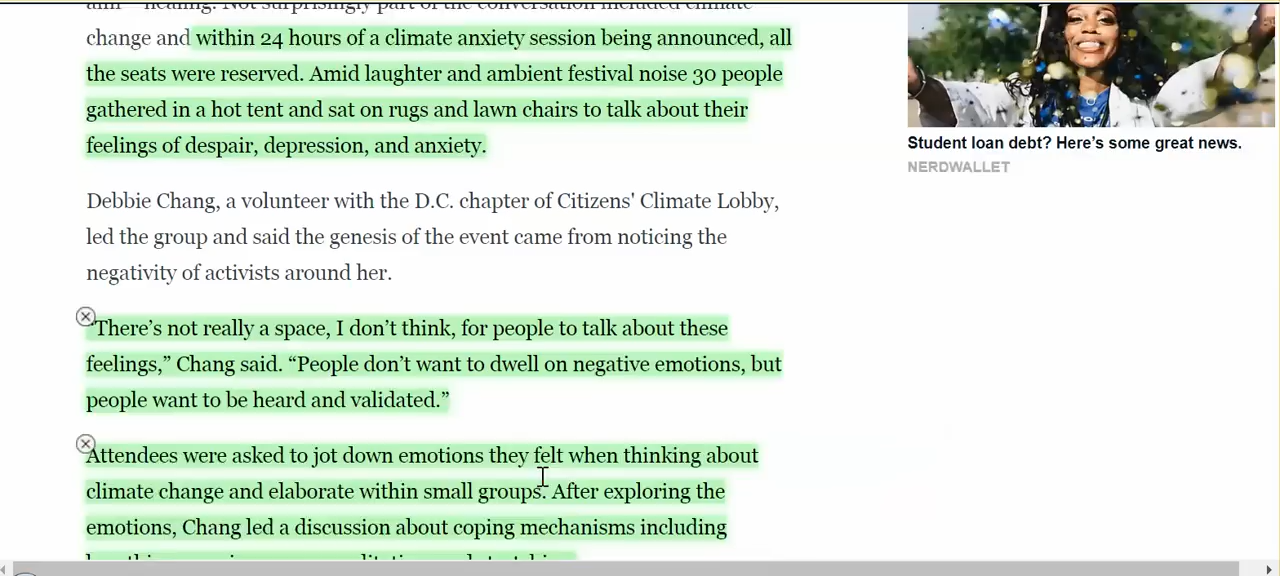 change and within 24 hours of a climate anxiety session being announced, all
the seats were reserved. Amid laughter and ambient festival noise 30 people
gathered in a hot tent and sat on rugs and lawn chairs to talk about their
feelings of despair, depression, and anxiety.
Debbie Chang, a volunteer with the D.C. chapter of Citizens' Climate Lobby,
led the group and said the genesis of the event came from noticing the
negativity of activists around her.
“There’s not really a space, I don’t think, for people to talk about these
feelings,” Chang said. “People don’t want to dwell on negative emotions, but
people want to be heard and validated.”
Attendees were asked to jot down emotions they felt when thinking about
climate change and elaborate within small groups. After exploring the
emotions, Chang led a discussion about coping mechanisms including
Student loan debt? Here’s some great news.
NERDWALLET